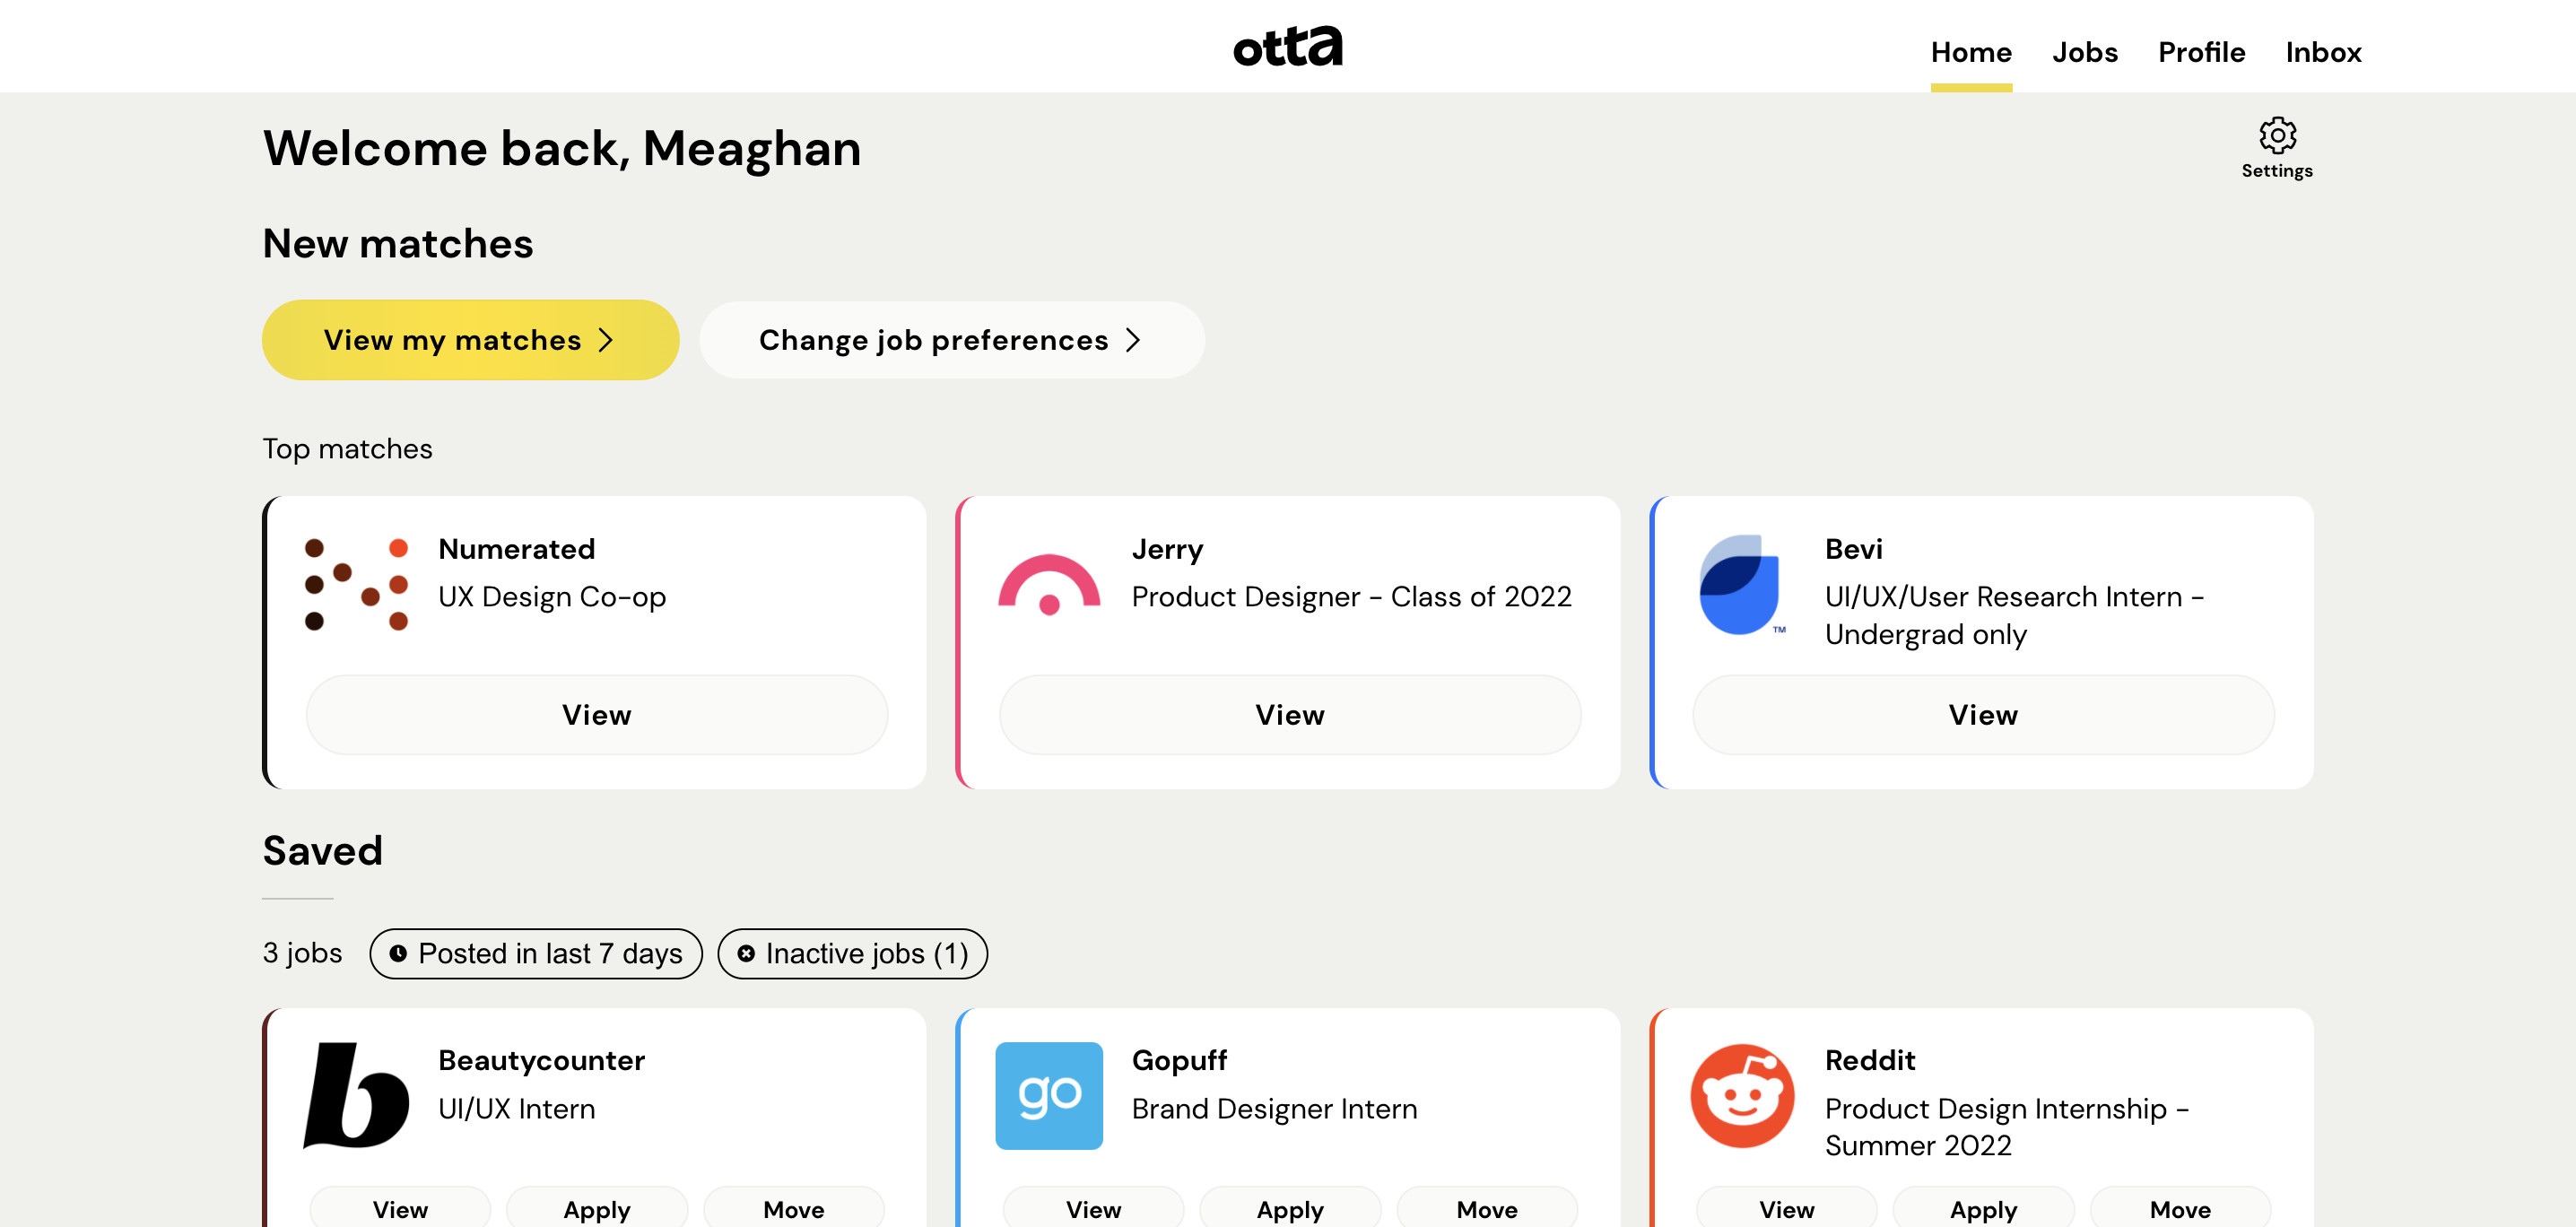 otta
Home Jobs Profile Inbox
Welcome back, Meaghan
Settings
New matches
View my matches
Change job preferences
Top matches
Numerated
UX Design Co-op
View
Jerry
Product Designer - Class of 2022
View
Bevi
UI/UX/User Research Intern -
Undergrad only
TM
View
Saved
3 jobs
Posted in last 7 days
Inactive jobs (1)
b
Beautycounter
UI/UX Intern
View Apply Move
go
Gopuff
Brand Designer Intern
View Apply Move
Reddit
Product Design Internship -
Summer 2022
View Apply Move